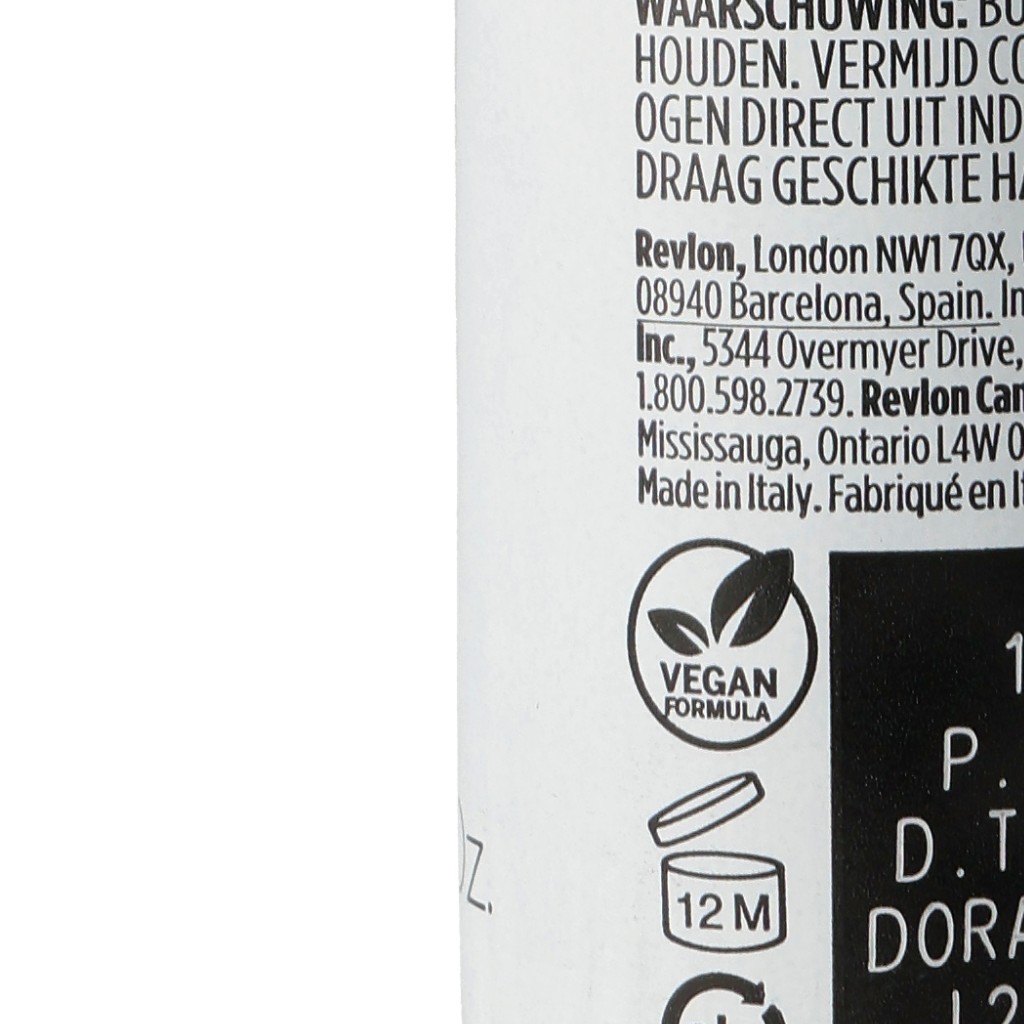 WAARSCHUWING:
HOUDEN. VERMIJD
OGEN DIRECT UIT
DRAAG GESCHIKTE
Revlon, London NW1 7QX,
08940 Barcelona, Spain.
Inc., 5344 Overmyer Drive,
1.800.598.2739. Revlon
Mississauga, Ontario L4W
Made in Italy. Fabriqué en
VEGAN
FORMULA
12 M
P.
D.T